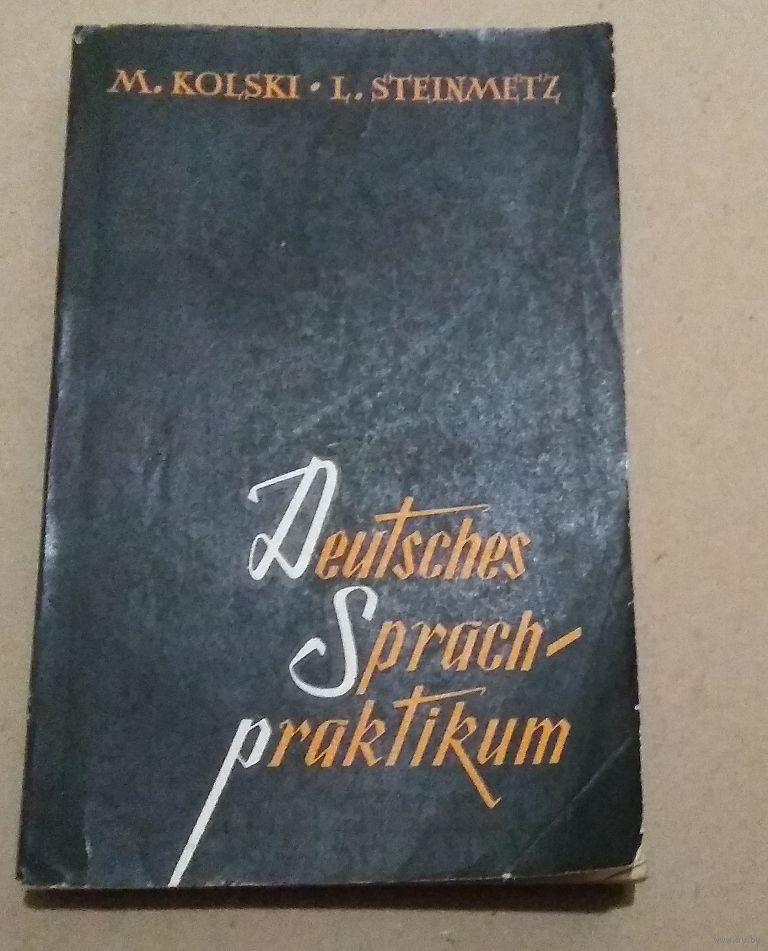 M. KOLSKI · L. STEINMETZ
Deutsches
Sprach-
praktikum